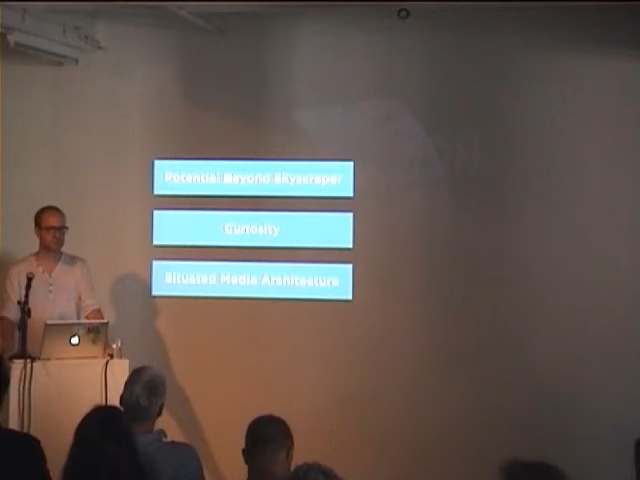 Potential Beyond Skyscraper
Curiosity
Situated Media Architecture